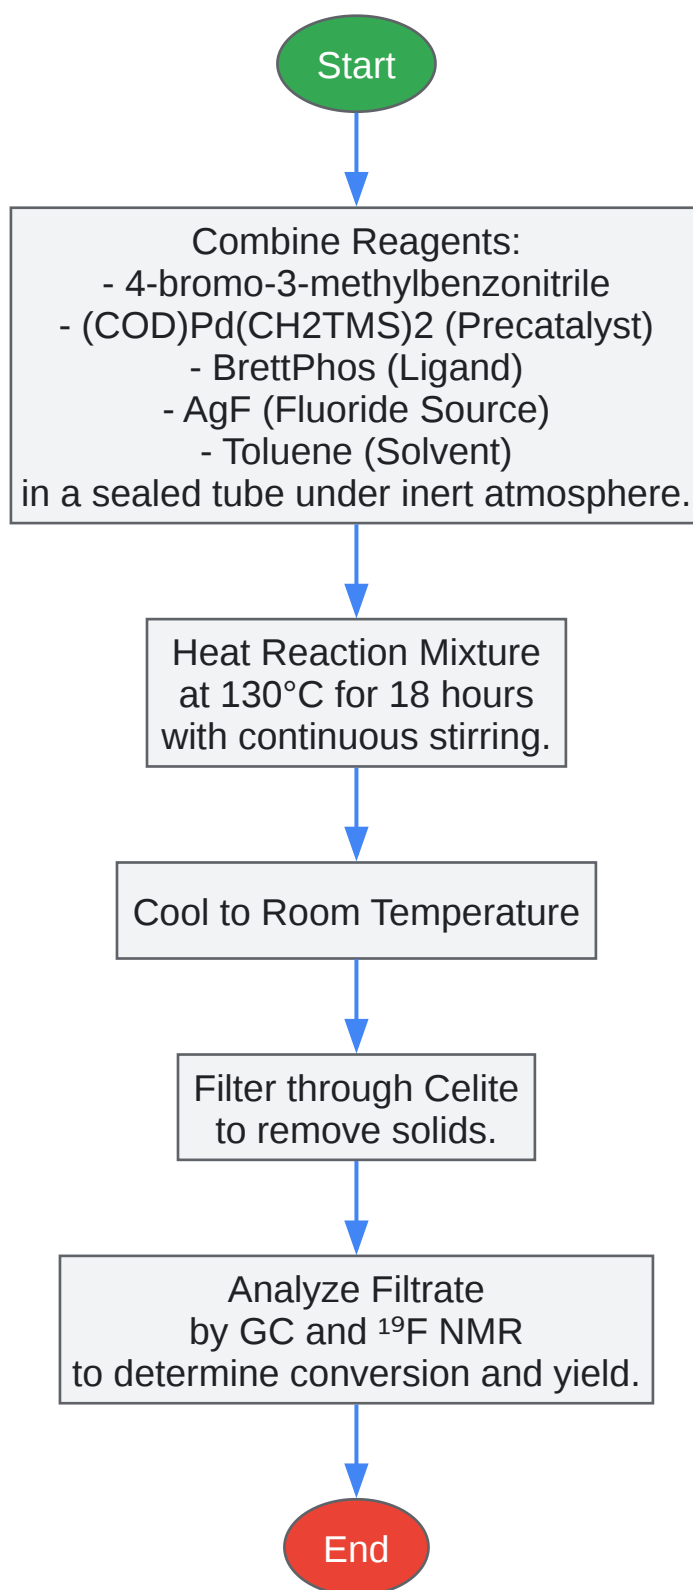 Start
Combine Reagents:
- 4-bromo-3-methylbenzonitrile
- (COD)Pd(CH2TMS)2 (Precatalyst)
- BrettPhos (Ligand)
- AgF (Fluoride Source)
- Toluene (Solvent)
in a sealed tube under inert atmosphere.
Heat Reaction Mixture
at 130°C for 18 hours
with continuous stirring.
Cool to Room Temperature
Filter through Celite
to remove solids.
Analyze Filtrate
by GC and ¹⁹F NMR
to determine conversion and yield.
End